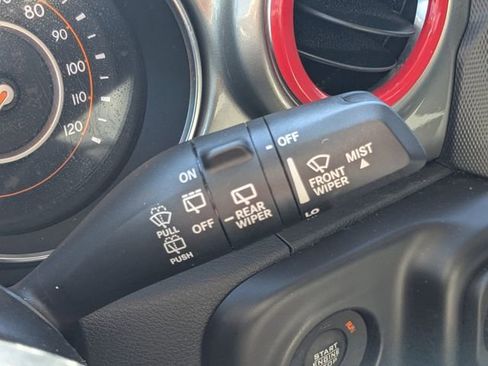 80
90
100
110
120
OFF
MIST
FRONT
WIPER
ON
REAR
WIPER
OFF
LO
PULL
PUSH
RUN
START
ENGINE
STOP